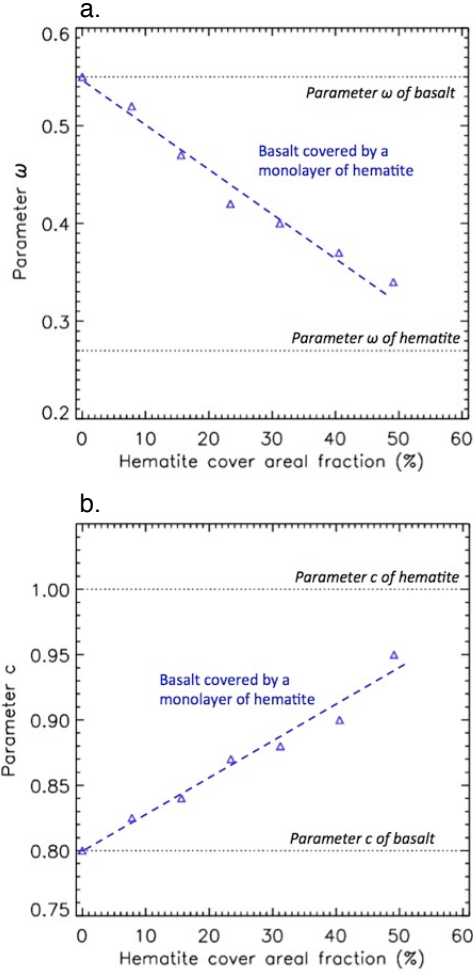 a.
0.6
Parameter ω of basalt
0.5
Basalt covered by a
monolayer of hematite
Parameter ω
0.4
0.3
Parameter ω of hematite
0.2
0 10 20 30 40 50 60
Hematite cover areal fraction (%)
b.
Parameter c of hematite
1.00
0.95
Basalt covered by a
monolayer of hematite
Parameter c
0.90
0.85
Parameter c of basalt
0.80
0.75
0 10 20 30 40 50 60
Hematite cover areal fraction (%)